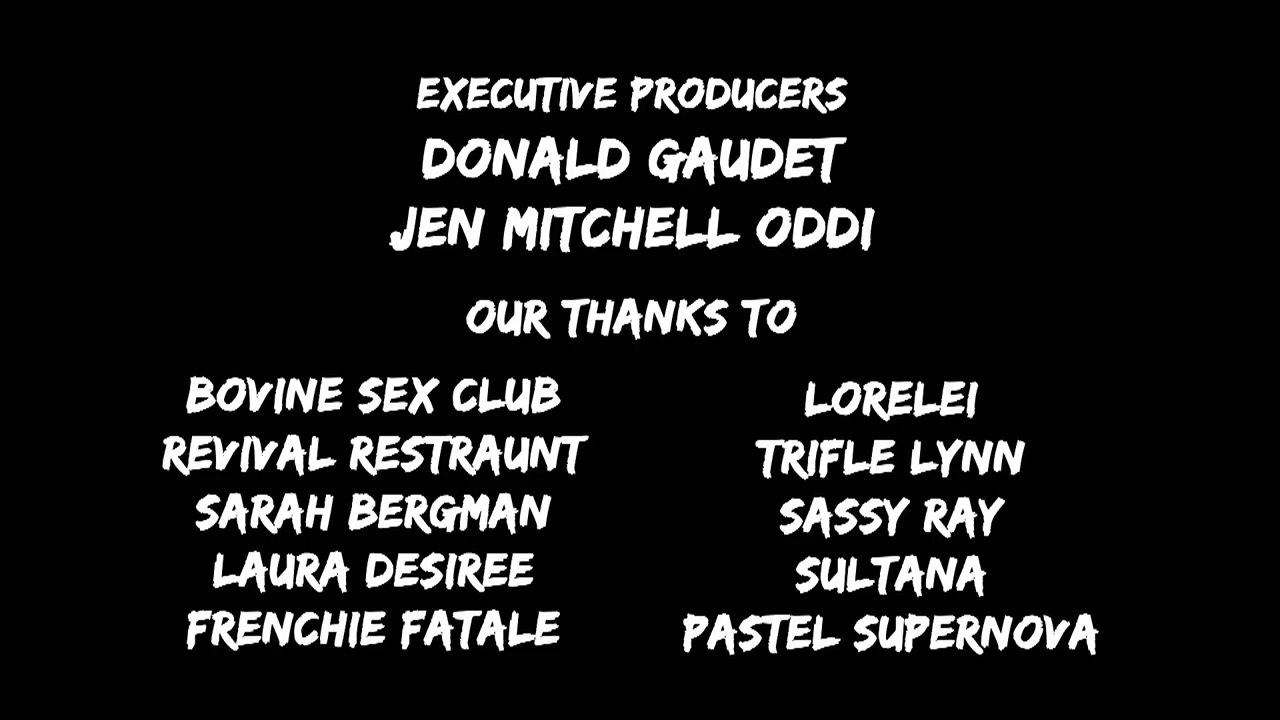 EXECUTIVE PRODUCERS
DONALD GAUDET
JEN MITCHELL ODDI
OUR THANKS TO
BOVINE SEX CLUB
REVIVAL RESTRAUNT
SARAH BERGMAN
LAURA DESIREE
FRENCHIE FATALE
LORELEI
TRIFLE LYNN
SASSY RAY
SULTANA
PASTEL SUPERNOVA